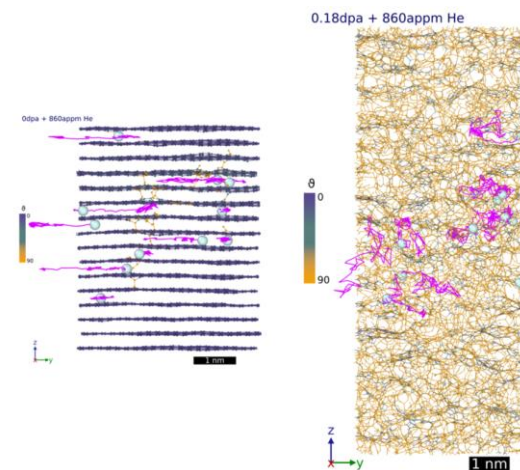 0dpa + 860appm He
ϑ
0
90
z
x y
1 nm
0.18dpa + 860appm He
ϑ
0
90
z
x y
1 nm